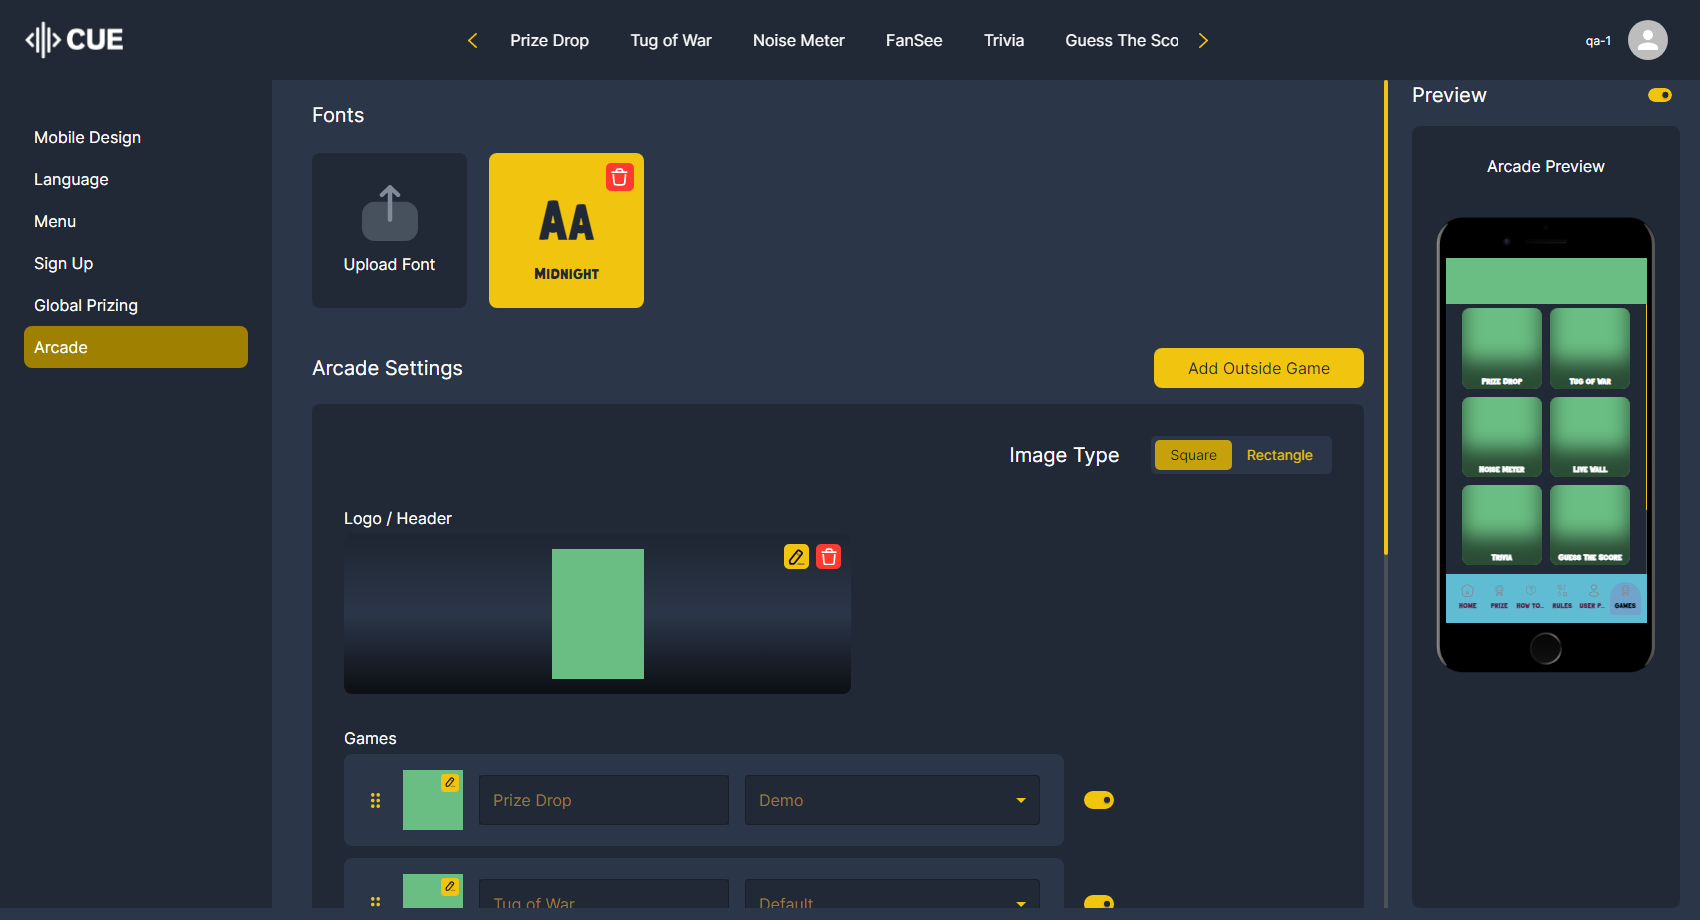 CUE
Prize Drop
Tug of War
Noise Meter
FanSee
Trivia
Guess The Sco
qa-1
Mobile Design
Language
Menu
Sign Up
Global Prizing
Arcade
Fonts
Upload Font
AA
MIDNIGHT
Arcade Settings
Add Outside Game
Image Type
Square
Rectangle
Logo / Header
Games
Prize Drop
Demo
Tug of War
Default
Preview
Arcade Preview
PRIZE DROP
TUG OF WAR
NOISE METER
LIVE WALL
TRIVIA
GUESS THE SCORE
HOME
PRIZE
HOW TO..
RULES
USER P..
GAMES